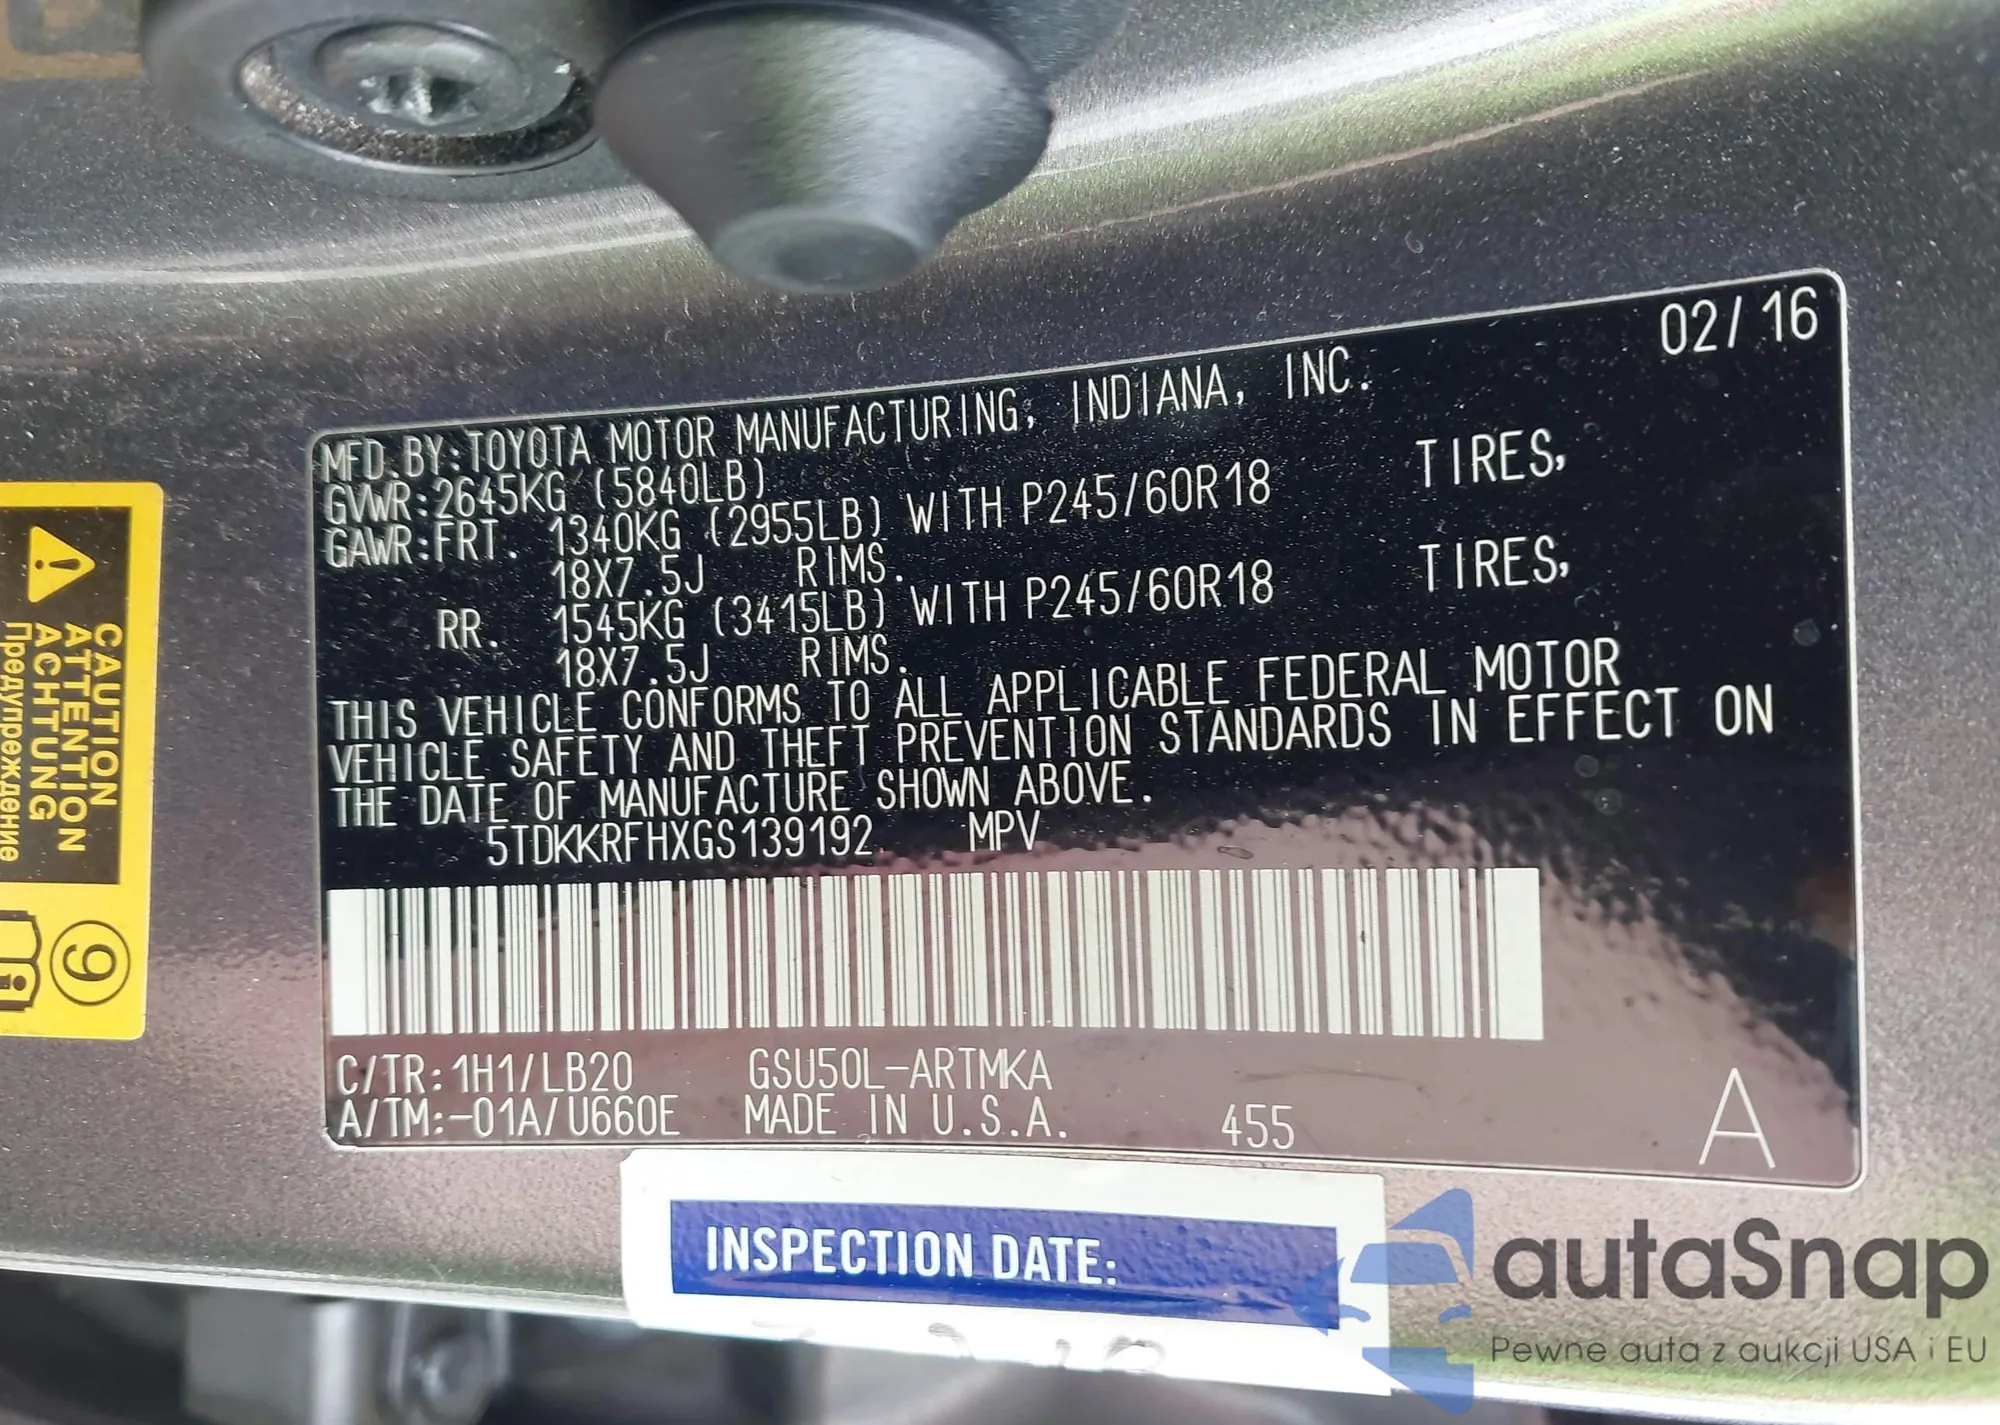 02/16
MFD.BY:TOYOTA MOTOR MANUFACTURING, INDIANA, INC.
GVWR:2645KG (5840LB)
GAWR:FRT. 1340KG (2955LB) WITH P245/60R18 TIRES,
18X7.5J RIMS.
RR. 1545KG (3415LB) WITH P245/60R18 TIRES,
18X7.5J RIMS.
THIS VEHICLE CONFORMS TO ALL APPLICABLE FEDERAL MOTOR
VEHICLE SAFETY AND THEFT PREVENTION STANDARDS IN EFFECT ON
THE DATE OF MANUFACTURE SHOWN ABOVE.
5TDKKRFHXGS139192 MPV
C/TR:1H1/LB20 GSU50L-ARTMKA
A/TM:-01A/U660E MADE IN U.S.A. 455 A
CAUTION
ATTENTION
ACHTUNG
Предупреждение
9
INSPECTION DATE:
autaSnap
Pewne auta z aukcji USA i EU